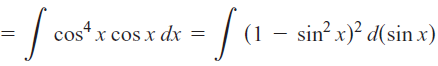 = ∫ cos⁴ x cos x dx = ∫ (1 − sin² x)² d(sin x)